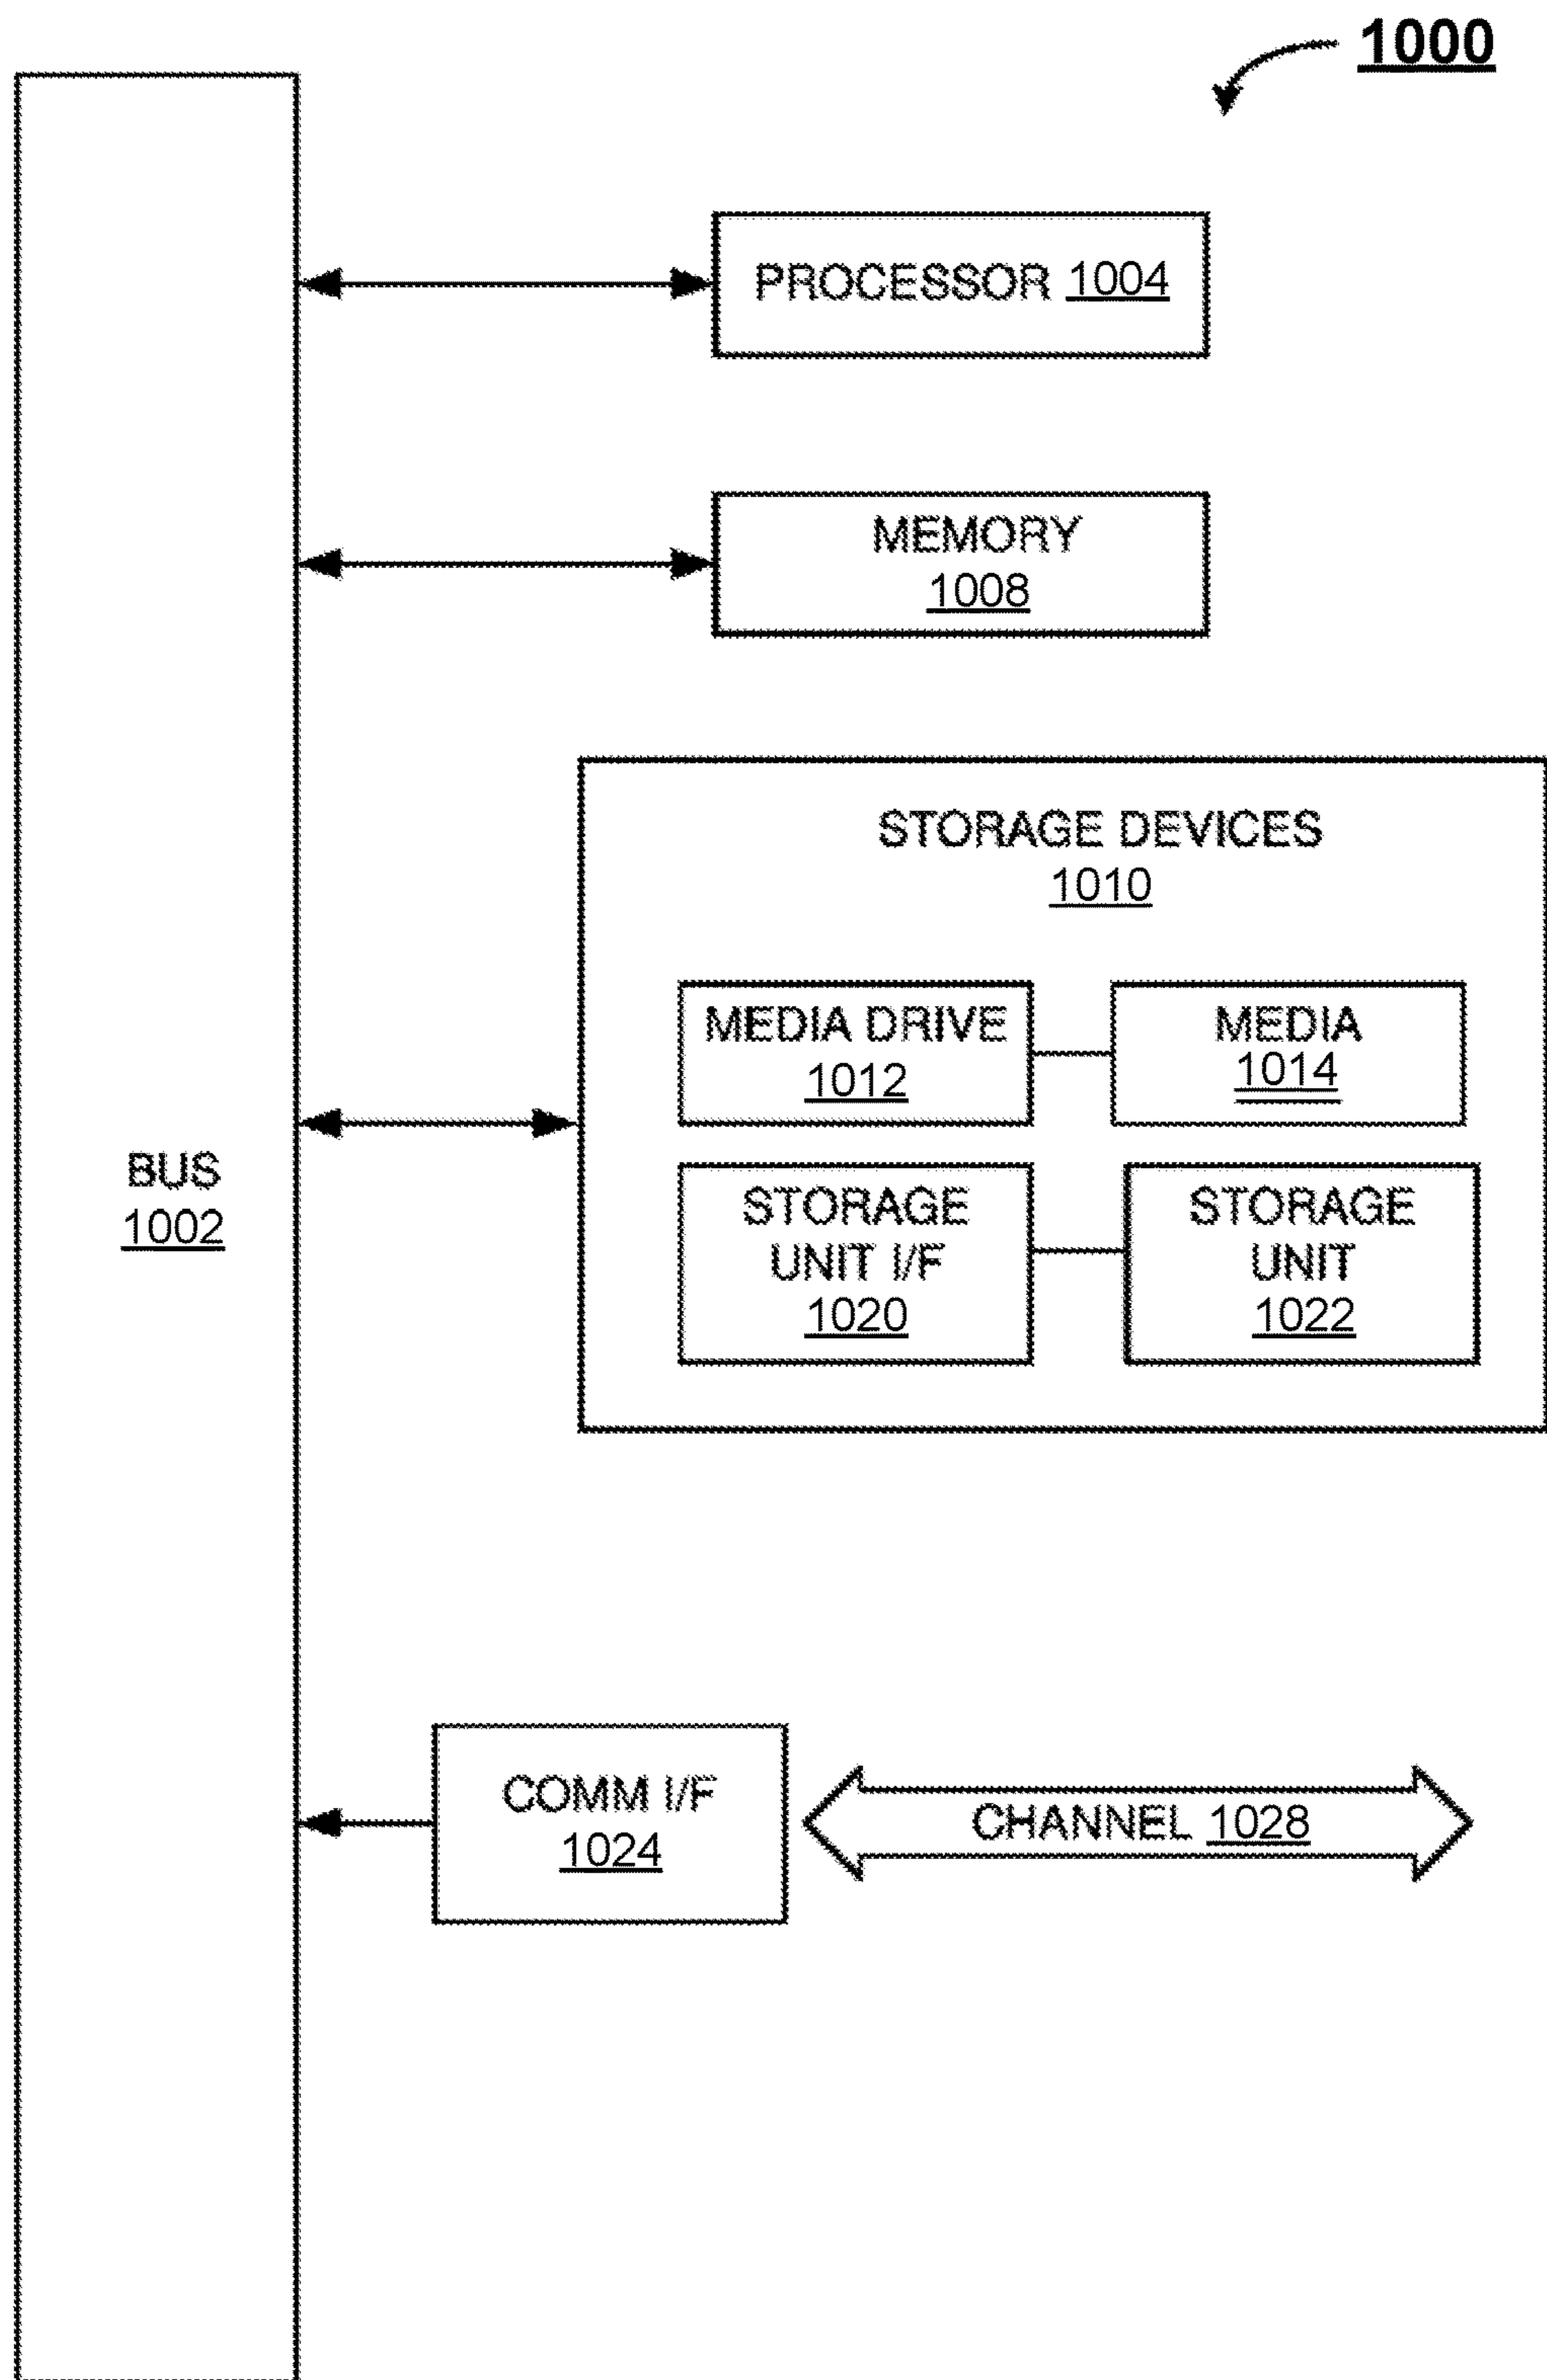 1000
PROCESSOR 1004
MEMORY
1008
STORAGE DEVICES
1010
MEDIA DRIVE
1012
MEDIA
1014
BUS
1002
STORAGE
UNIT I/F
1020
STORAGE
UNIT
1022
COMM I/F
1024
CHANNEL 1028